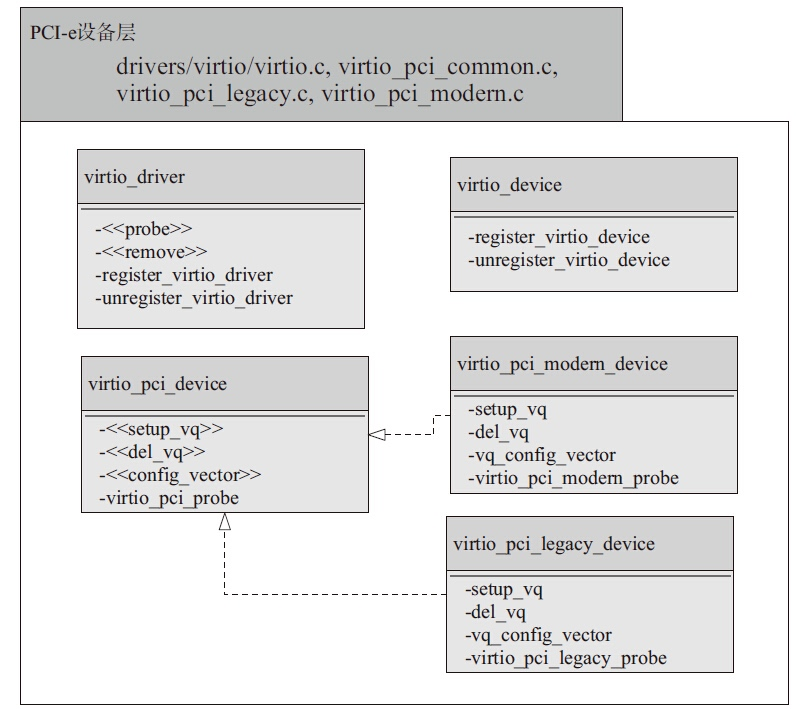 PCI-e设备层
drivers/virtio/virtio.c, virtio_pci_common.c,
virtio_pci_legacy.c, virtio_pci_modern.c
virtio_driver
-<<probe>>
-<<remove>>
-register_virtio_driver
-unregister_virtio_driver
virtio_device
-register_virtio_device
-unregister_virtio_device
virtio_pci_device
-<<setup_vq>>
-<<del_vq>>
-<<config_vector>>
-virtio_pci_probe
virtio_pci_modern_device
-setup_vq
-del_vq
-vq_config_vector
-virtio_pci_modern_probe
virtio_pci_legacy_device
-setup_vq
-del_vq
-vq_config_vector
-virtio_pci_legacy_probe